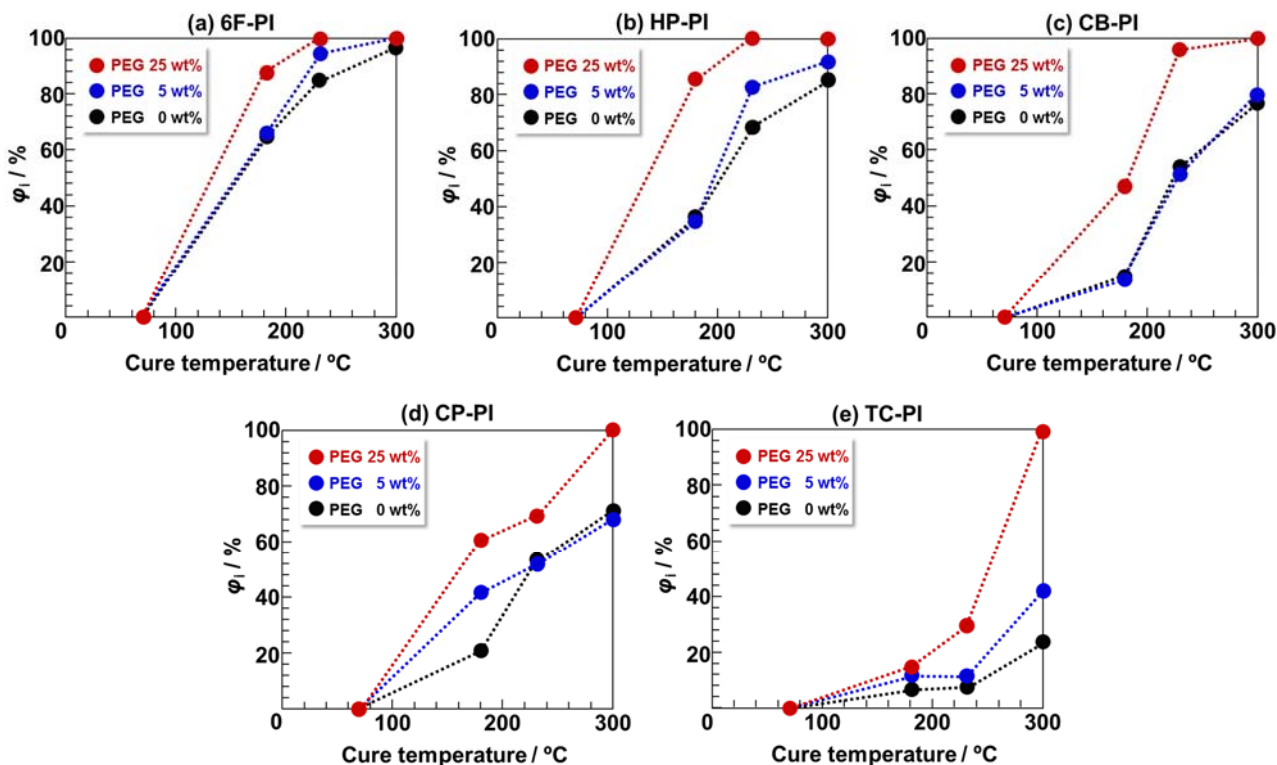 (a) 6F-PI
100
80
60
40
20
φi / %
PEG 25 wt%
PEG 5 wt%
PEG 0 wt%
0 100 200 300
Cure temperature / ºC
(b) HP-PI
100
80
60
40
20
φi / %
PEG 25 wt%
PEG 5 wt%
PEG 0 wt%
0 100 200 300
Cure temperature / ºC
(c) CB-PI
100
80
60
40
20
φi / %
PEG 25 wt%
PEG 5 wt%
PEG 0 wt%
0 100 200 300
Cure temperature / ºC
(d) CP-PI
100
80
60
40
20
φi / %
PEG 25 wt%
PEG 5 wt%
PEG 0 wt%
0 100 200 300
Cure temperature / ºC
(e) TC-PI
100
80
60
40
20
φi / %
PEG 25 wt%
PEG 5 wt%
PEG 0 wt%
0 100 200 300
Cure temperature / ºC